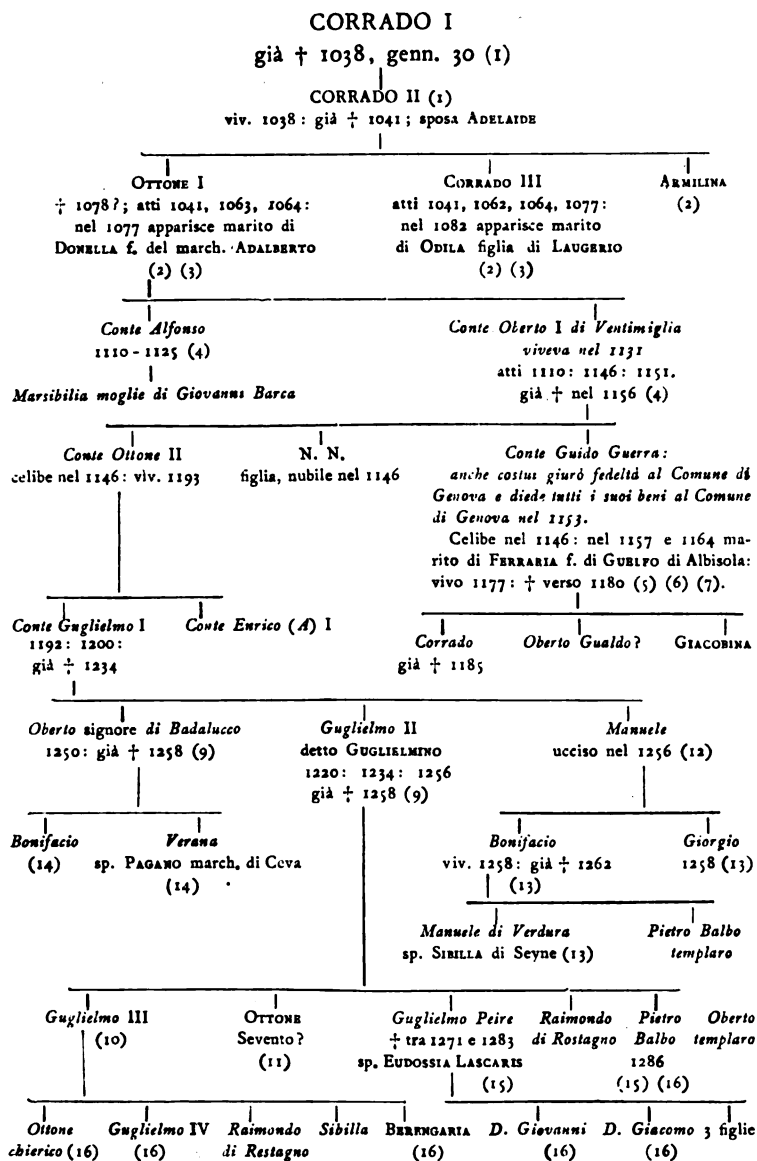 CORRADO I
già † 1038, genn. 30 (1)
CORRADO II (1)
viv. 1038: già † 1041; sposa ADELAIDE
OTTONE I
† 1078?; atti 1041, 1063, 1064:
nel 1077 apparisce marito di
DONELLA f. del march. ADALBERTO
(2) (3)
CORRADO III
atti 1041, 1062, 1064, 1077:
nel 1082 apparisce marito
di ODILA figlia di LAUGERIO
(2) (3)
ARMILINA
(2)
Conte Alfonso
1110-1125 (4)
Marsibilia moglie di Giovanni Barca
Conte Oberto I di Ventimiglia
viveva nel 1131
atti 1110: 1146: 1151.
già † nel 1156 (4)
Conte Ottone II
celibe nel 1146: viv. 1193
N. N.
figlia, nubile nel 1146
Conte Guido Guerra:
anche costui giurò fedeltà al Comune di
Genova e diede tutti i suoi beni al Comune
di Genova nel 1153.
Celibe nel 1146: nel 1157 e 1164 ma-
rito di FERRARIA f. di GUELFO di Albisola:
vivo 1177: † verso 1180 (5) (6) (7).
Conte Guglielmo I
1192: 1200:
già † 1234
Conte Enrico (A) I
Corrado
già † 1185
Oberto Gualdo?
GIACOBINA
Oberto signore di Badalucco
1250: già † 1258 (9)
Guglielmo II
detto GUGLIELMINO
1220: 1234: 1256
già † 1258 (9)
Manuele
ucciso nel 1256 (12)
Bonifacio
(14)
Verana
sp. PAGANO march. di Ceva
(14)
Bonifacio
viv. 1258: già † 1262
(13)
Giorgio
1258 (13)
Manuele di Verdura
sp. SIBILLA di Seyne (13)
Pietro Balbo
templaro
Guglielmo III
(10)
OTTONE
Sevento?
(11)
Guglielmo Peire
† tra 1271 e 1283
sp. EUDOSSIA LASCARIS
(15)
Raimondo
di Rostagno
Pietro
Balbo
1286
(15) (16)
Oberto
templaro
Ottone
chierico (16)
Guglielmo IV
(16)
Raimondo
di Restagno
Sibilla
BERENGARIA
(16)
D. Giovanni
(16)
D. Giacomo
(16)
3 figlie